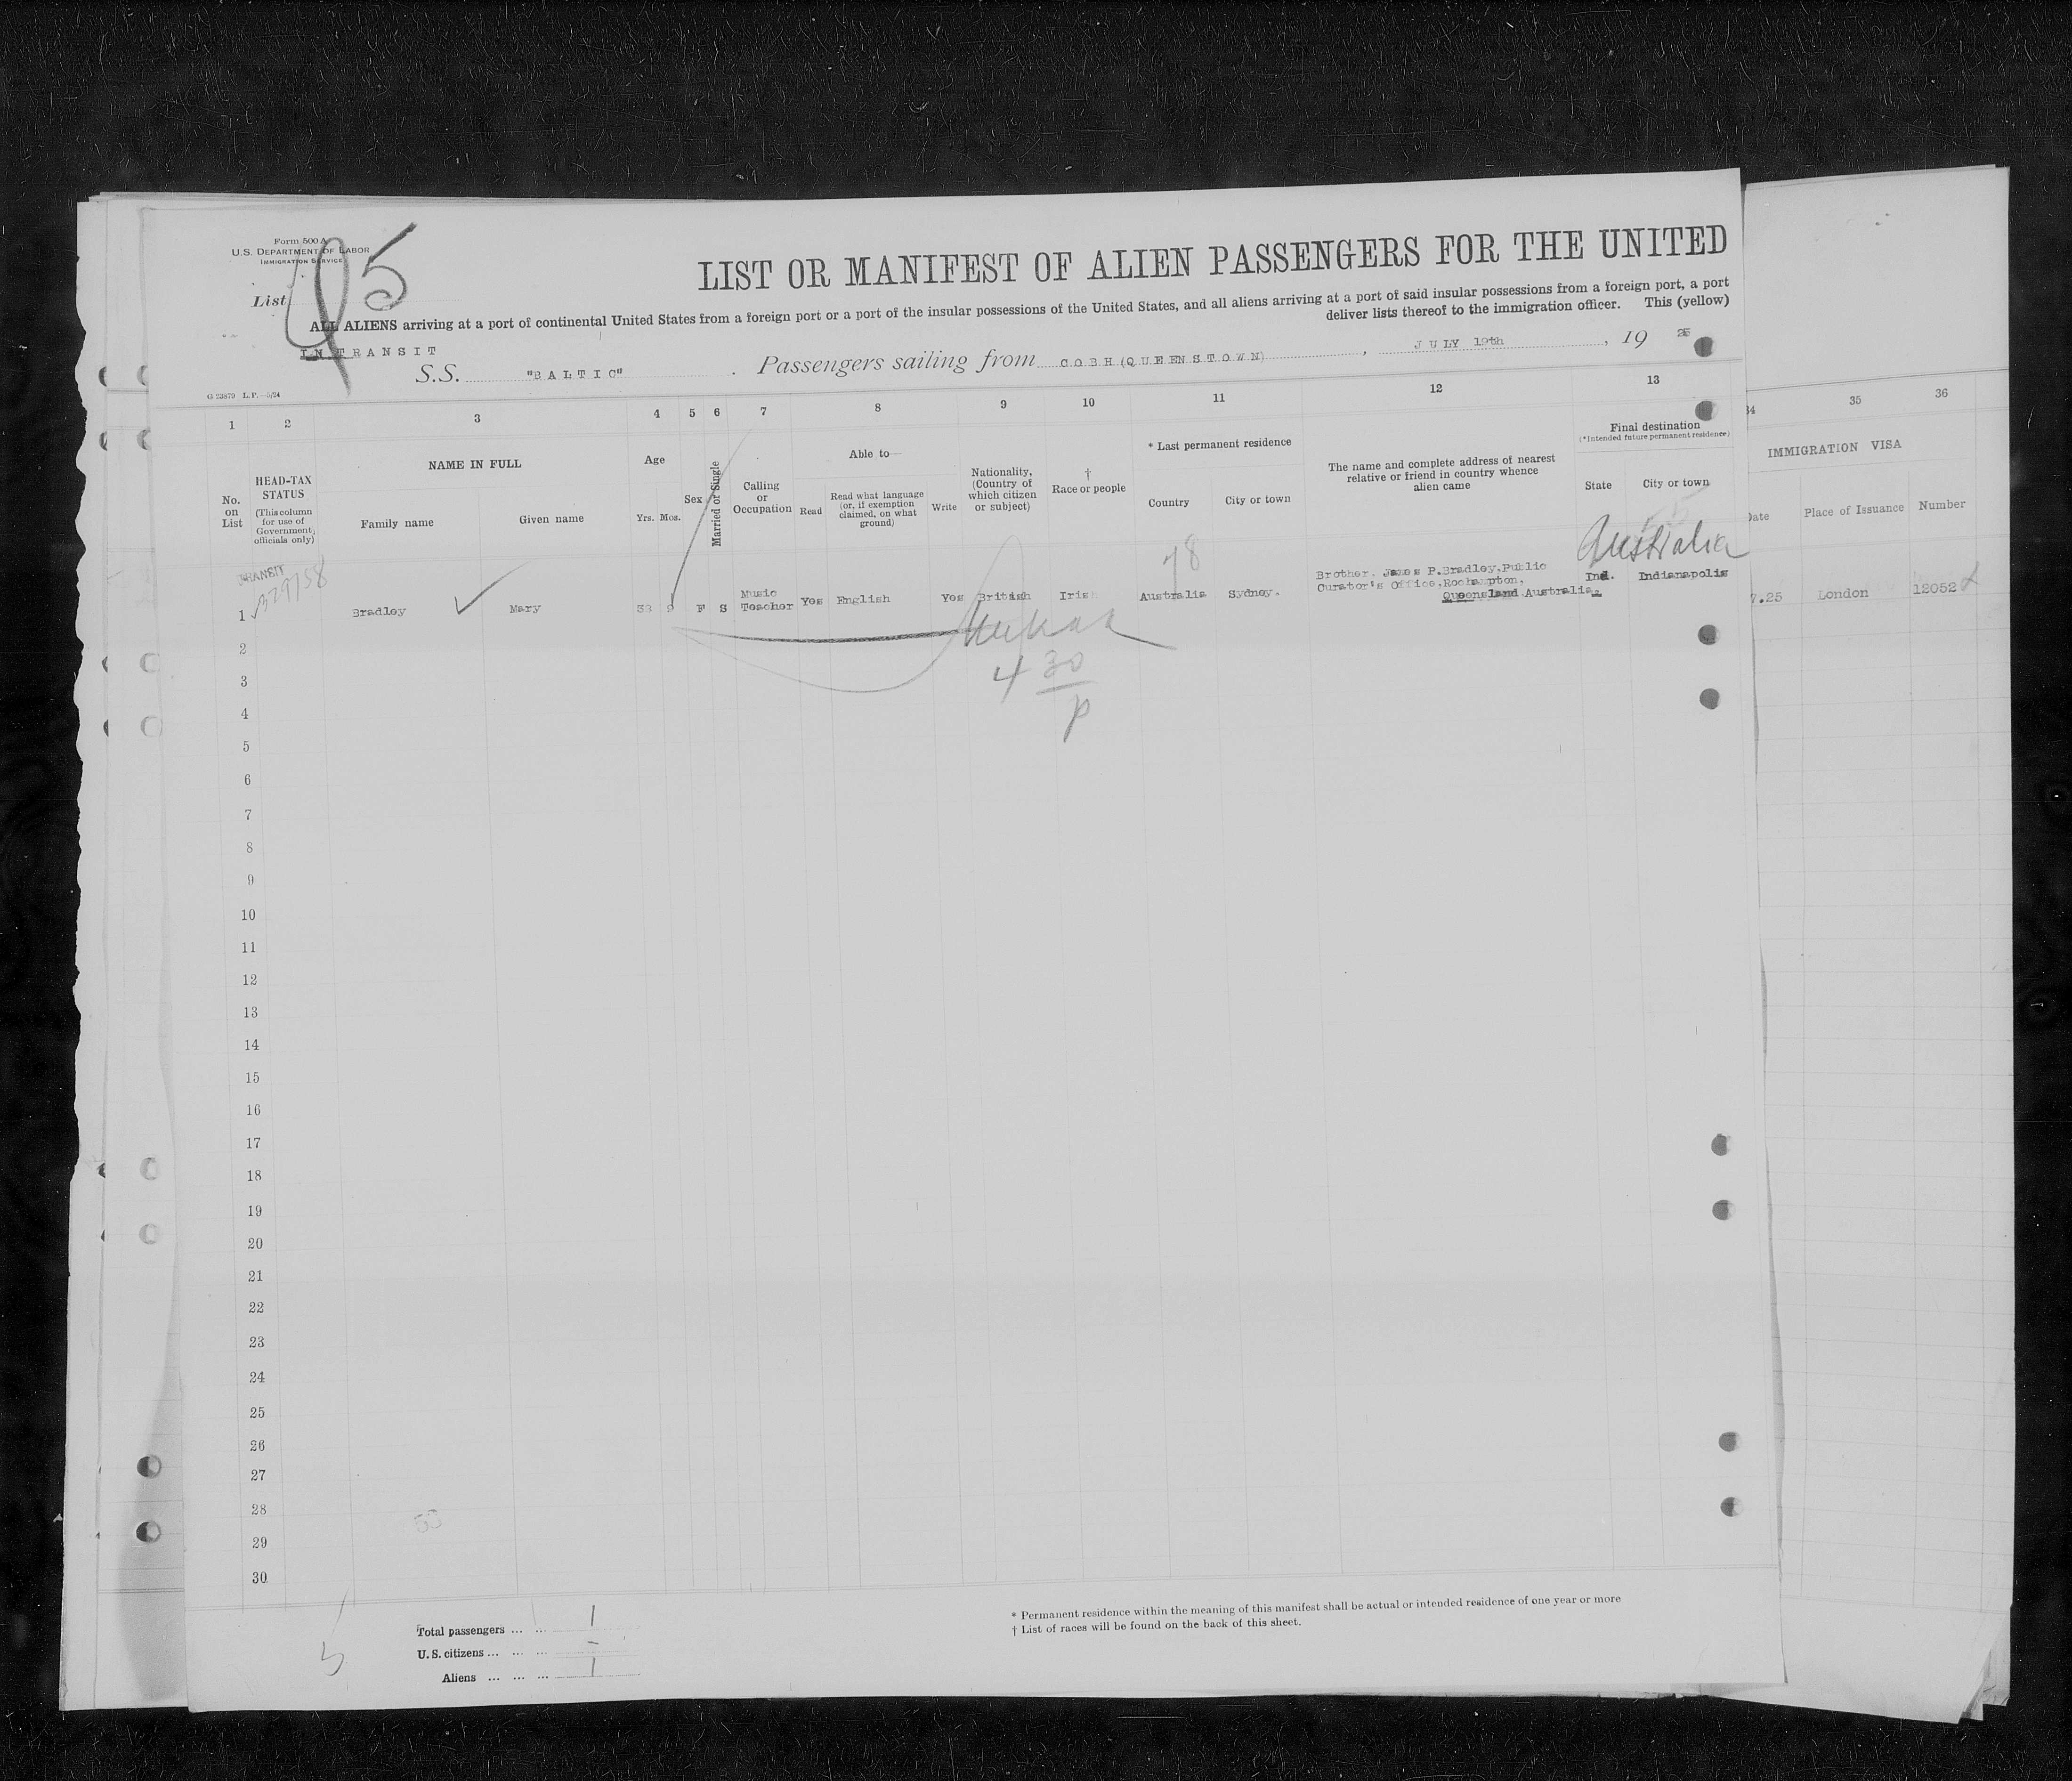 Form 500 A
U.S. DEPARTMENT OF LABOR
IMMIGRATION SERVICE
List 95
LIST OR MANIFEST OF ALIEN PASSENGERS FOR THE UNITED
ALL ALIENS arriving at a port of continental United States from a foreign port or a port of the insular possessions of the United States, and all aliens arriving at a port of said insular possessions from a foreign port, a port
deliver lists thereof to the immigration officer. This (yellow)
IN TRANSIT
S.S. "BALTIC" . Passengers sailing from COBH (QUEENSTOWN) , JULY 19th , 19 25
G 23879 L.P.—5/24
1 2 3 4 5 6 7 8 9 10 11 12 13
34 35 36
No. on List
HEAD-TAX STATUS
(This column for use of Government officials only)
NAME IN FULL
Family name Given name
Age
Yrs. Mos.
Sex
Married or Single
Calling or Occupation
Able to—
Read
Read what language (or, if exemption claimed, on what ground)
Write
Nationality, (Country of which citizen or subject)
† Race or people
* Last permanent residence
Country City or town
The name and complete address of nearest relative or friend in country whence alien came
Final destination
(*Intended future permanent residence)
State City or town
IMMIGRATION VISA
Date Place of Issuance Number
Australia
78
TRANSIT
1 Bradley Mary F S Music Teacher Yes English Yes British Irish Australia Sydney.
Brother. James P.Bradley,Public
Curator's Office,Rockhampton,
Queensland.Australia.
Ind. Indianapolis
7.25 London 12052
4 30
p
2
3
4
5
6
7
8
9
10
11
12
13
14
15
16
17
18
19
20
21
22
23
24
25
26
27
28
29
30
Total passengers ... ... 1
U.S. citizens ... ... ... –
Aliens ... ... ... 1
* Permanent residence within the meaning of this manifest shall be actual or intended residence of one year or more
† List of races will be found on the back of this sheet.